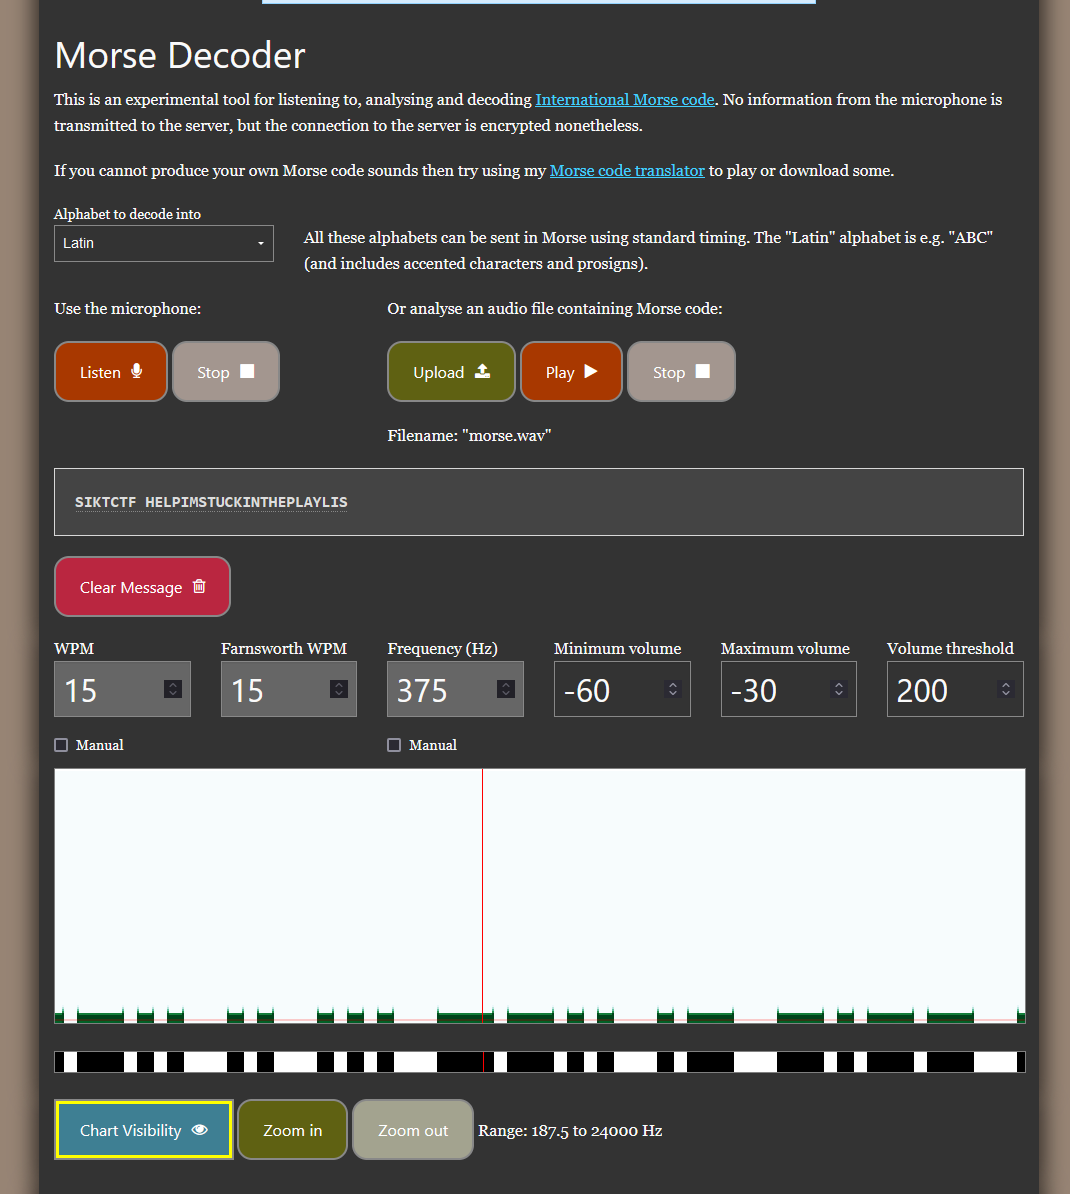 Morse Decoder
This is an experimental tool for listening to, analysing and decoding International Morse code. No information from the microphone is
transmitted to the server, but the connection to the server is encrypted nonetheless.
If you cannot produce your own Morse code sounds then try using my Morse code translator to play or download some.
Alphabet to decode into
Latin
All these alphabets can be sent in Morse using standard timing. The "Latin" alphabet is e.g. "ABC"
(and includes accented characters and prosigns).
Use the microphone: Or analyse an audio file containing Morse code:
Listen Stop Upload Play Stop
Filename: "morse.wav"
SIKTCTF HELPIMSTUCKINTHEPLAYLIS
Clear Message
WPM Farnsworth WPM Frequency (Hz) Minimum volume Maximum volume Volume threshold
15 15 375 -60 -30 200
Manual Manual
Chart Visibility Zoom in Zoom out Range: 187.5 to 24000 Hz